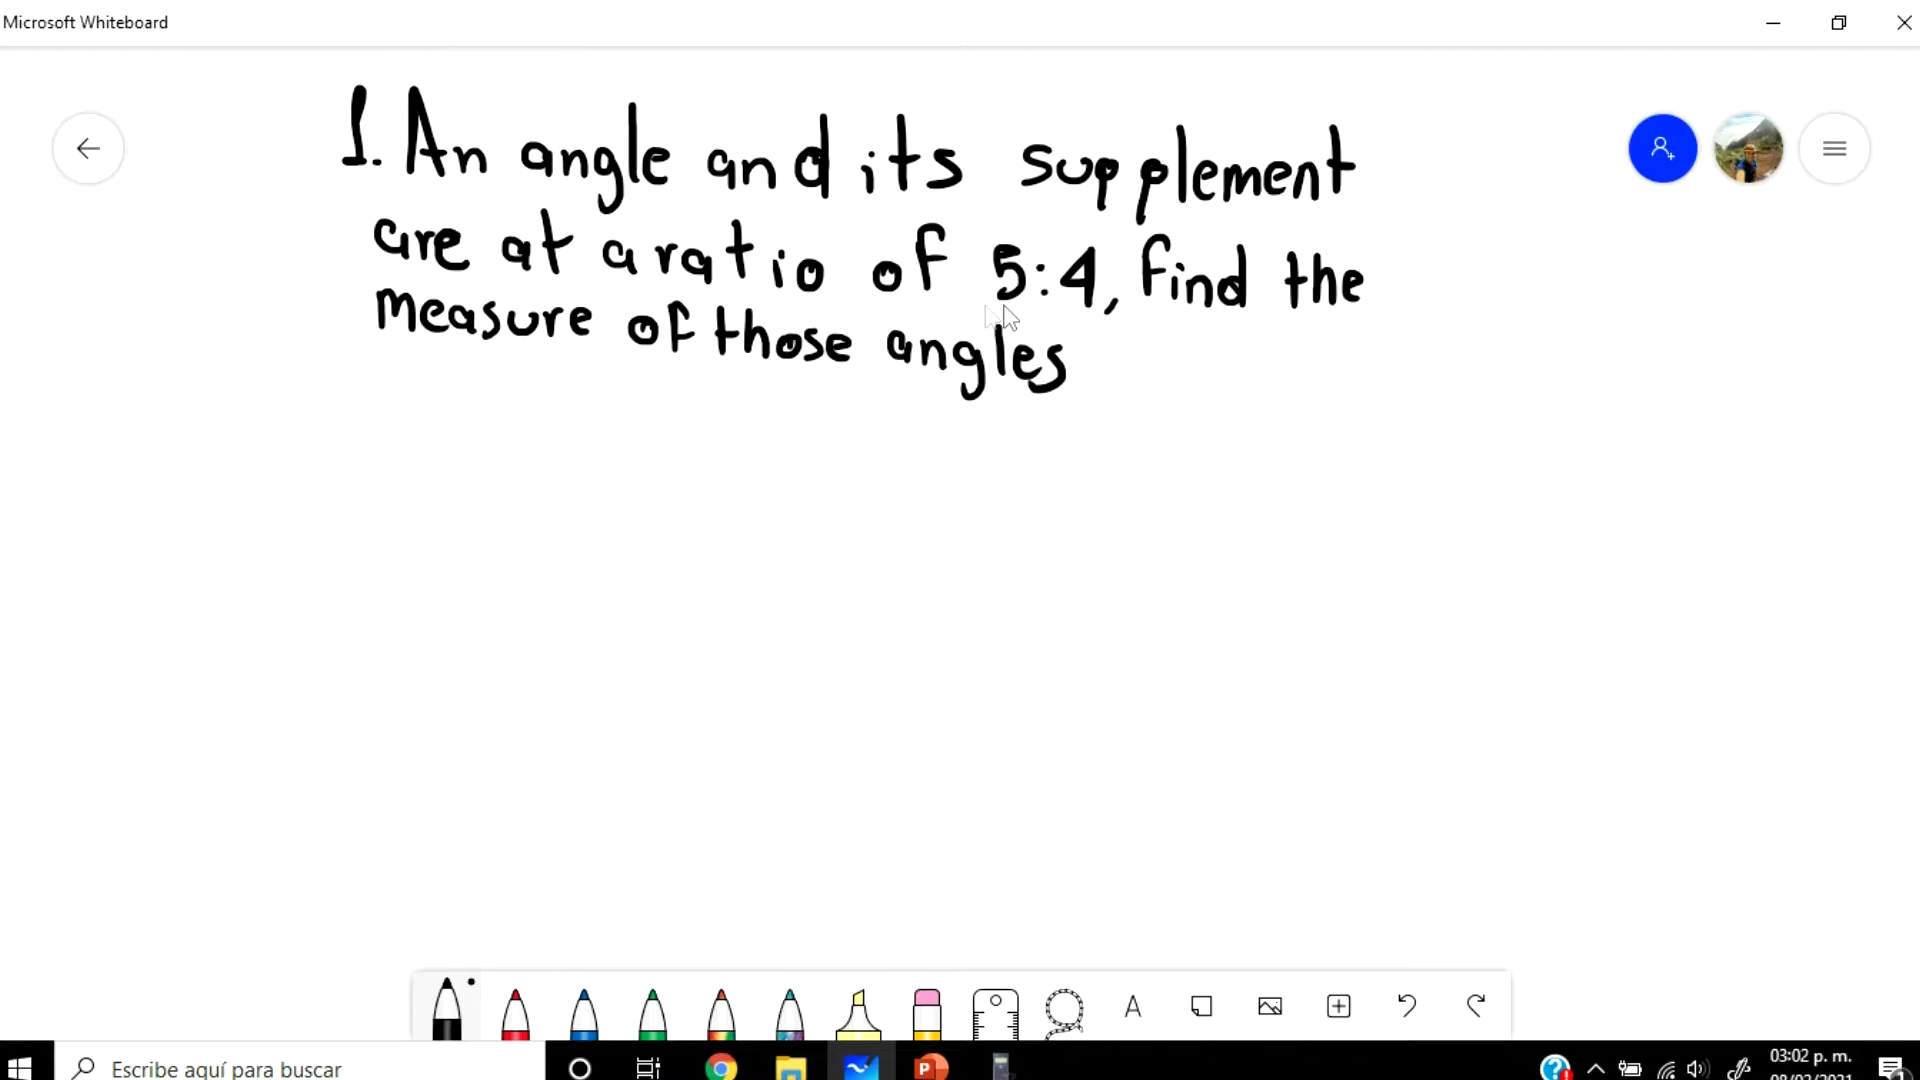 Microsoft Whiteboard
1. An angle and its supplement
are at a ratio of 5:4, find the
measure of those angles
A
Escribe aquí para buscar
P
03:02 p. m.